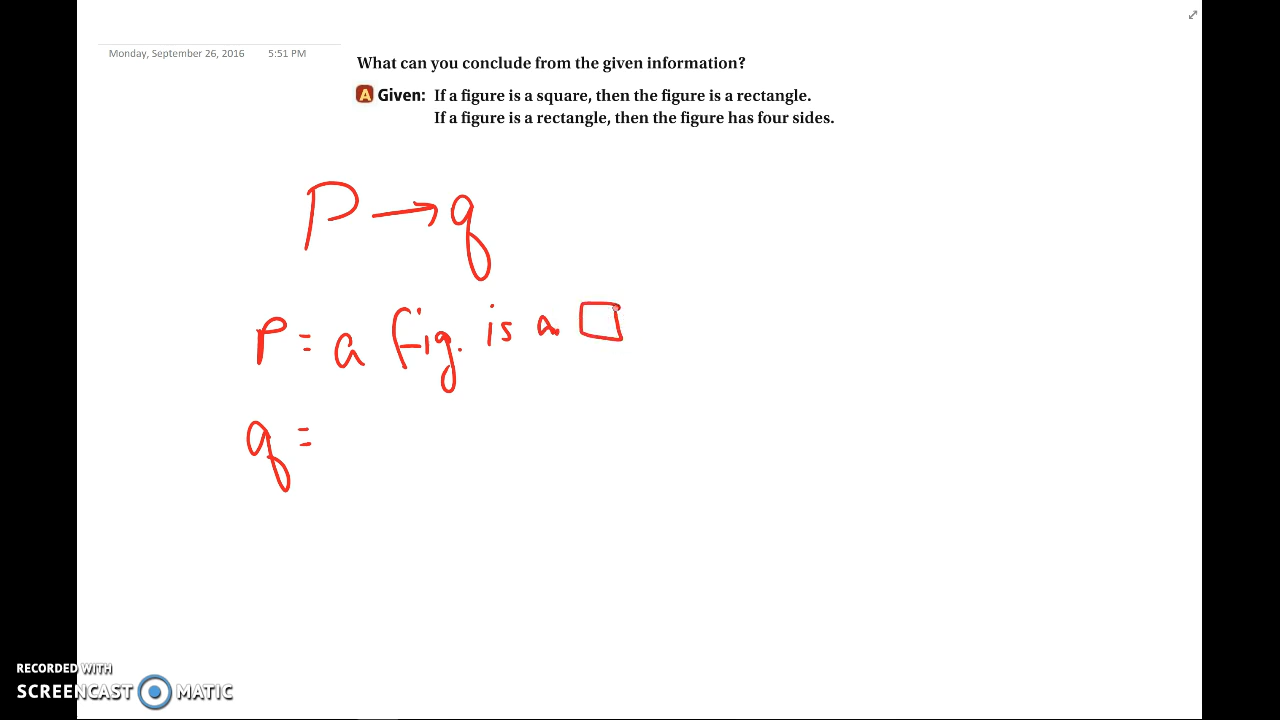 Monday, September 26, 2016 5:51 PM
What can you conclude from the given information?
A Given: If a figure is a square, then the figure is a rectangle.
If a figure is a rectangle, then the figure has four sides.
P → q
P = a fig. is a □
q =
RECORDED WITH
SCREENCAST MATIC